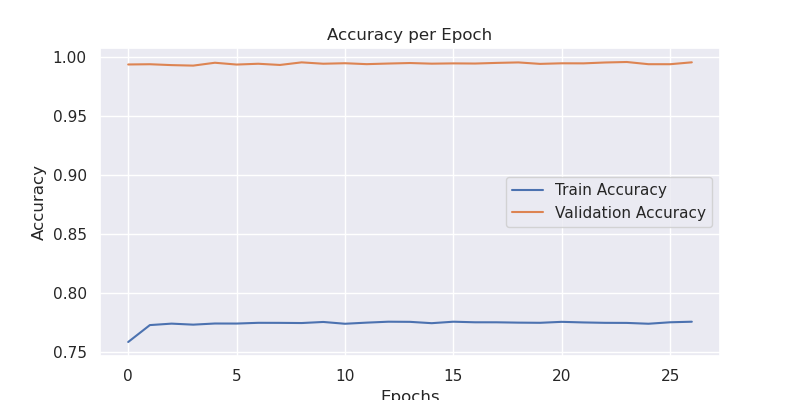 Accuracy per Epoch
Accuracy
1.00
0.95
0.90
0.85
0.80
0.75
Train Accuracy
Validation Accuracy
0 5 10 15 20 25
Epochs